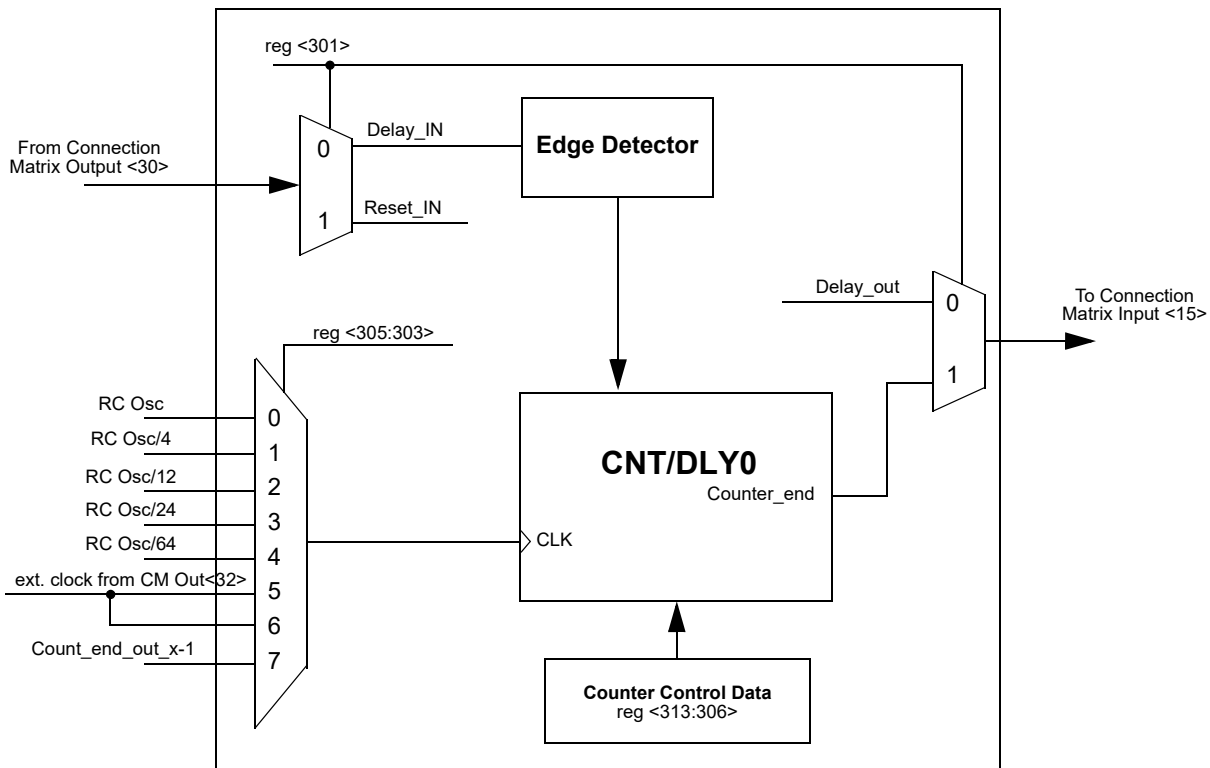 reg <301>
From Connection
Matrix Output <30>
0
1
Delay_IN
Reset_IN
Edge Detector
Delay_out
0
1
To Connection
Matrix Input <15>
reg <305:303>
RC Osc
RC Osc/4
RC Osc/12
RC Osc/24
RC Osc/64
ext. clock from CM Out<32>
Count_end_out_x-1
0
1
2
3
4
5
6
7
CNT/DLY0
Counter_end
CLK
Counter Control Data
reg <313:306>